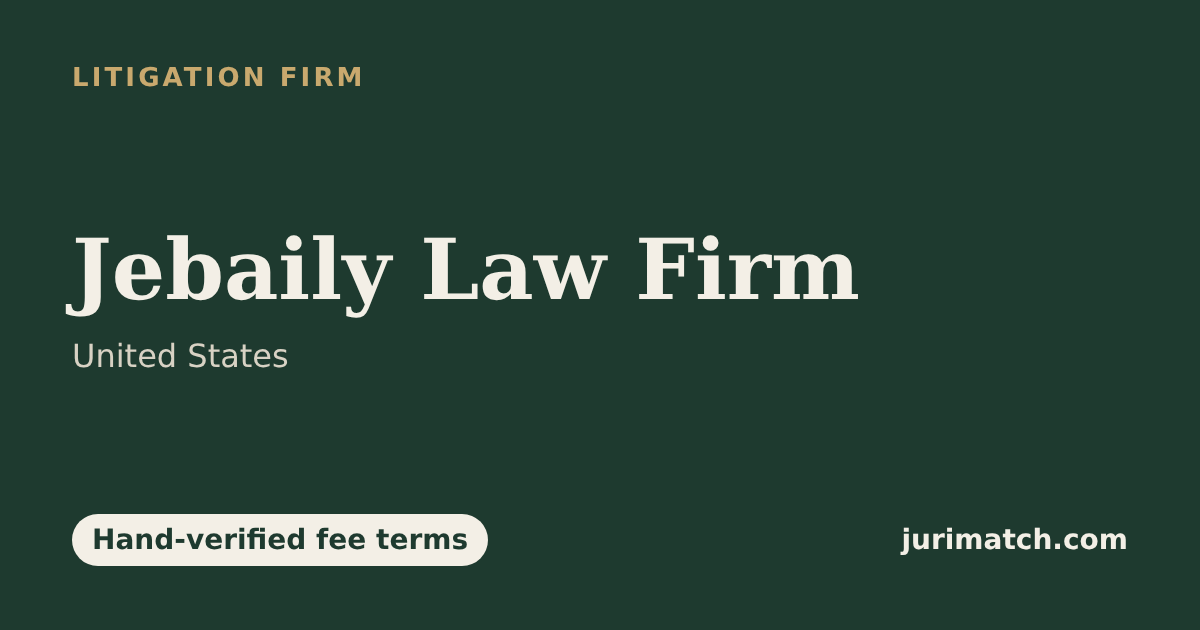 LITIGATION FIRM
Jebaily Law Firm
United States
Hand-verified fee terms
jurimatch.com